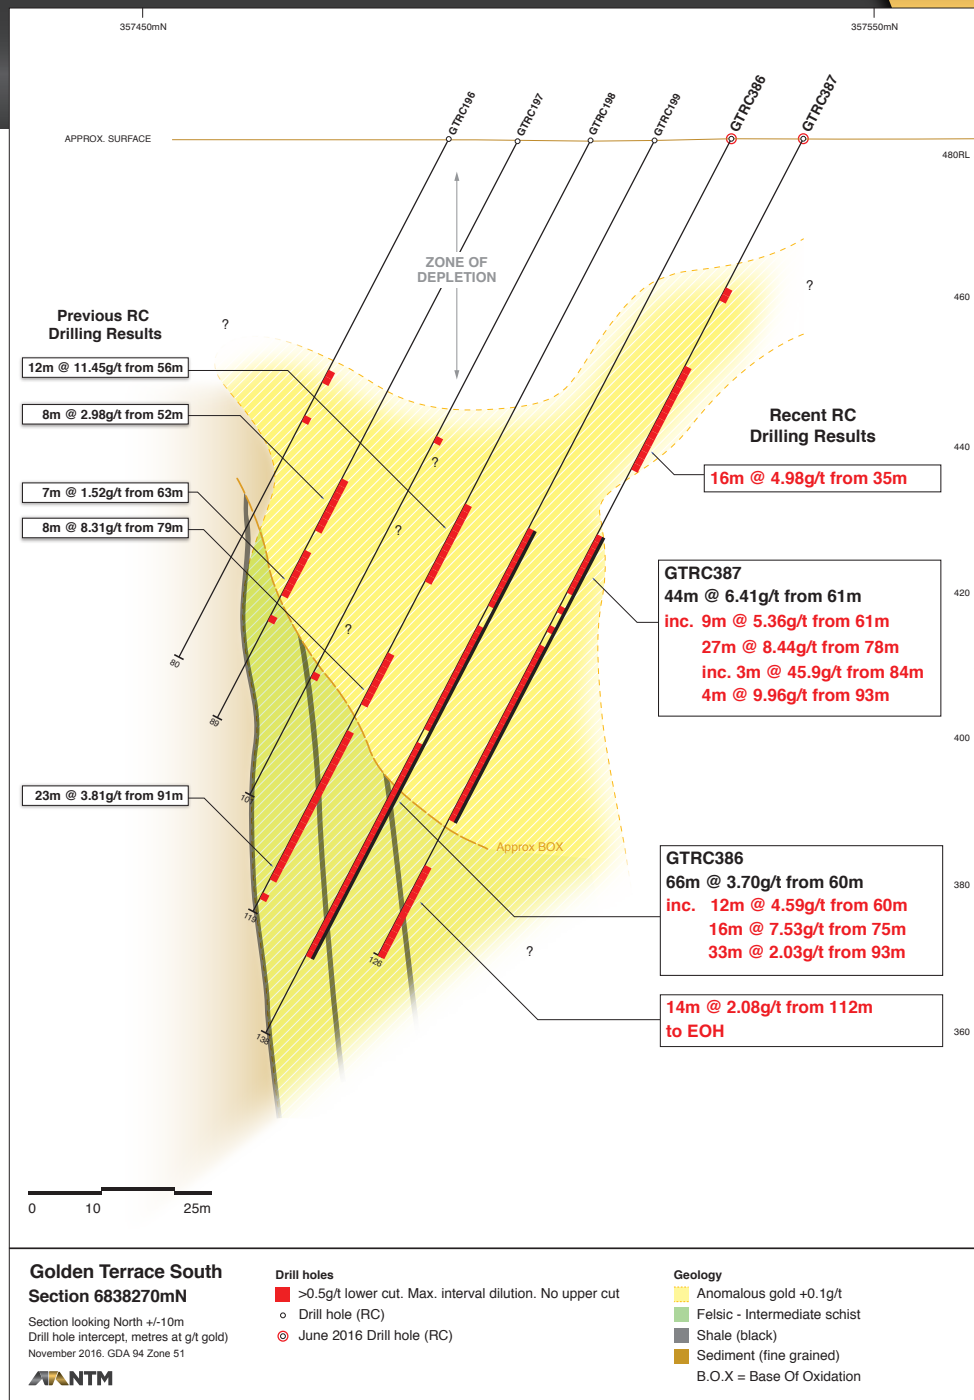 357450mN
357550mN
GTRC196
GTRC197
GTRC198
GTRC199
GTRC386
GTRC387
APPROX. SURFACE
480RL
ZONE OF
DEPLETION
?
460
?
Previous RC
Drilling Results
12m @ 11.45g/t from 56m
8m @ 2.98g/t from 52m
7m @ 1.52g/t from 63m
8m @ 8.31g/t from 79m
23m @ 3.81g/t from 91m
Recent RC
Drilling Results
440
16m @ 4.98g/t from 35m
?
?
?
GTRC387
44m @ 6.41g/t from 61m
inc. 9m @ 5.36g/t from 61m
27m @ 8.44g/t from 78m
inc. 3m @ 45.9g/t from 84m
4m @ 9.96g/t from 93m
420
400
80
89
Approx BOX
GTRC386
66m @ 3.70g/t from 60m
inc. 12m @ 4.59g/t from 60m
16m @ 7.53g/t from 75m
33m @ 2.03g/t from 93m
380
119
126
?
14m @ 2.08g/t from 112m
to EOH
360
138
0 10 25m
Golden Terrace South
Section 6838270mN
Section looking North +/-10m
Drill hole intercept, metres at g/t gold)
November 2016. GDA 94 Zone 51
NTM
Drill holes
>0.5g/t lower cut. Max. interval dilution. No upper cut
Drill hole (RC)
June 2016 Drill hole (RC)
Geology
Anomalous gold +0.1g/t
Felsic - Intermediate schist
Shale (black)
Sediment (fine grained)
B.O.X = Base Of Oxidation